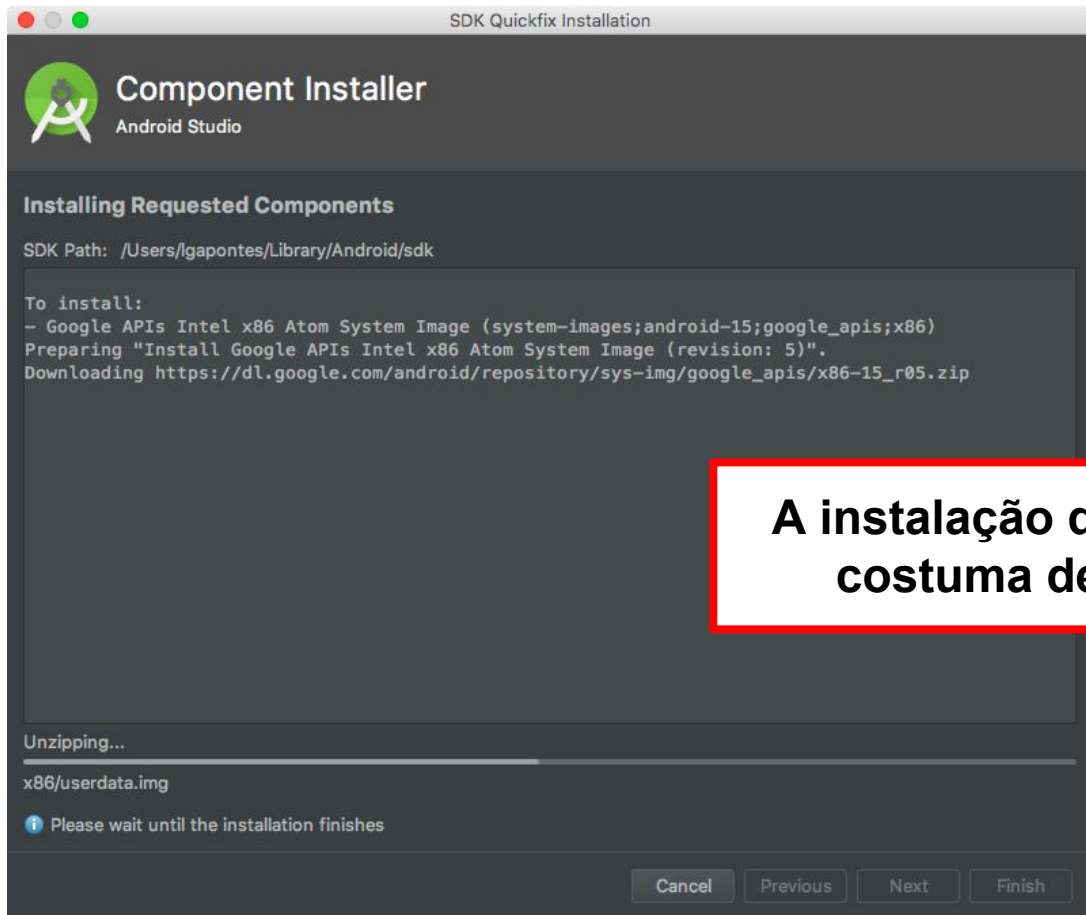 SDK Quickfix Installation
Component Installer
Android Studio
Installing Requested Components
SDK Path: /Users/lgapontes/Library/Android/sdk
To install:
– Google APIs Intel x86 Atom System Image (system-images;android-15;google_apis;x86)
Preparing "Install Google APIs Intel x86 Atom System Image (revision: 5)".
Downloading https://dl.google.com/android/repository/sys-img/google_apis/x86-15_r05.zip
A instalação
costuma
Unzipping...
x86/userdata.img
Please wait until the installation finishes
Cancel Previous Next Finish